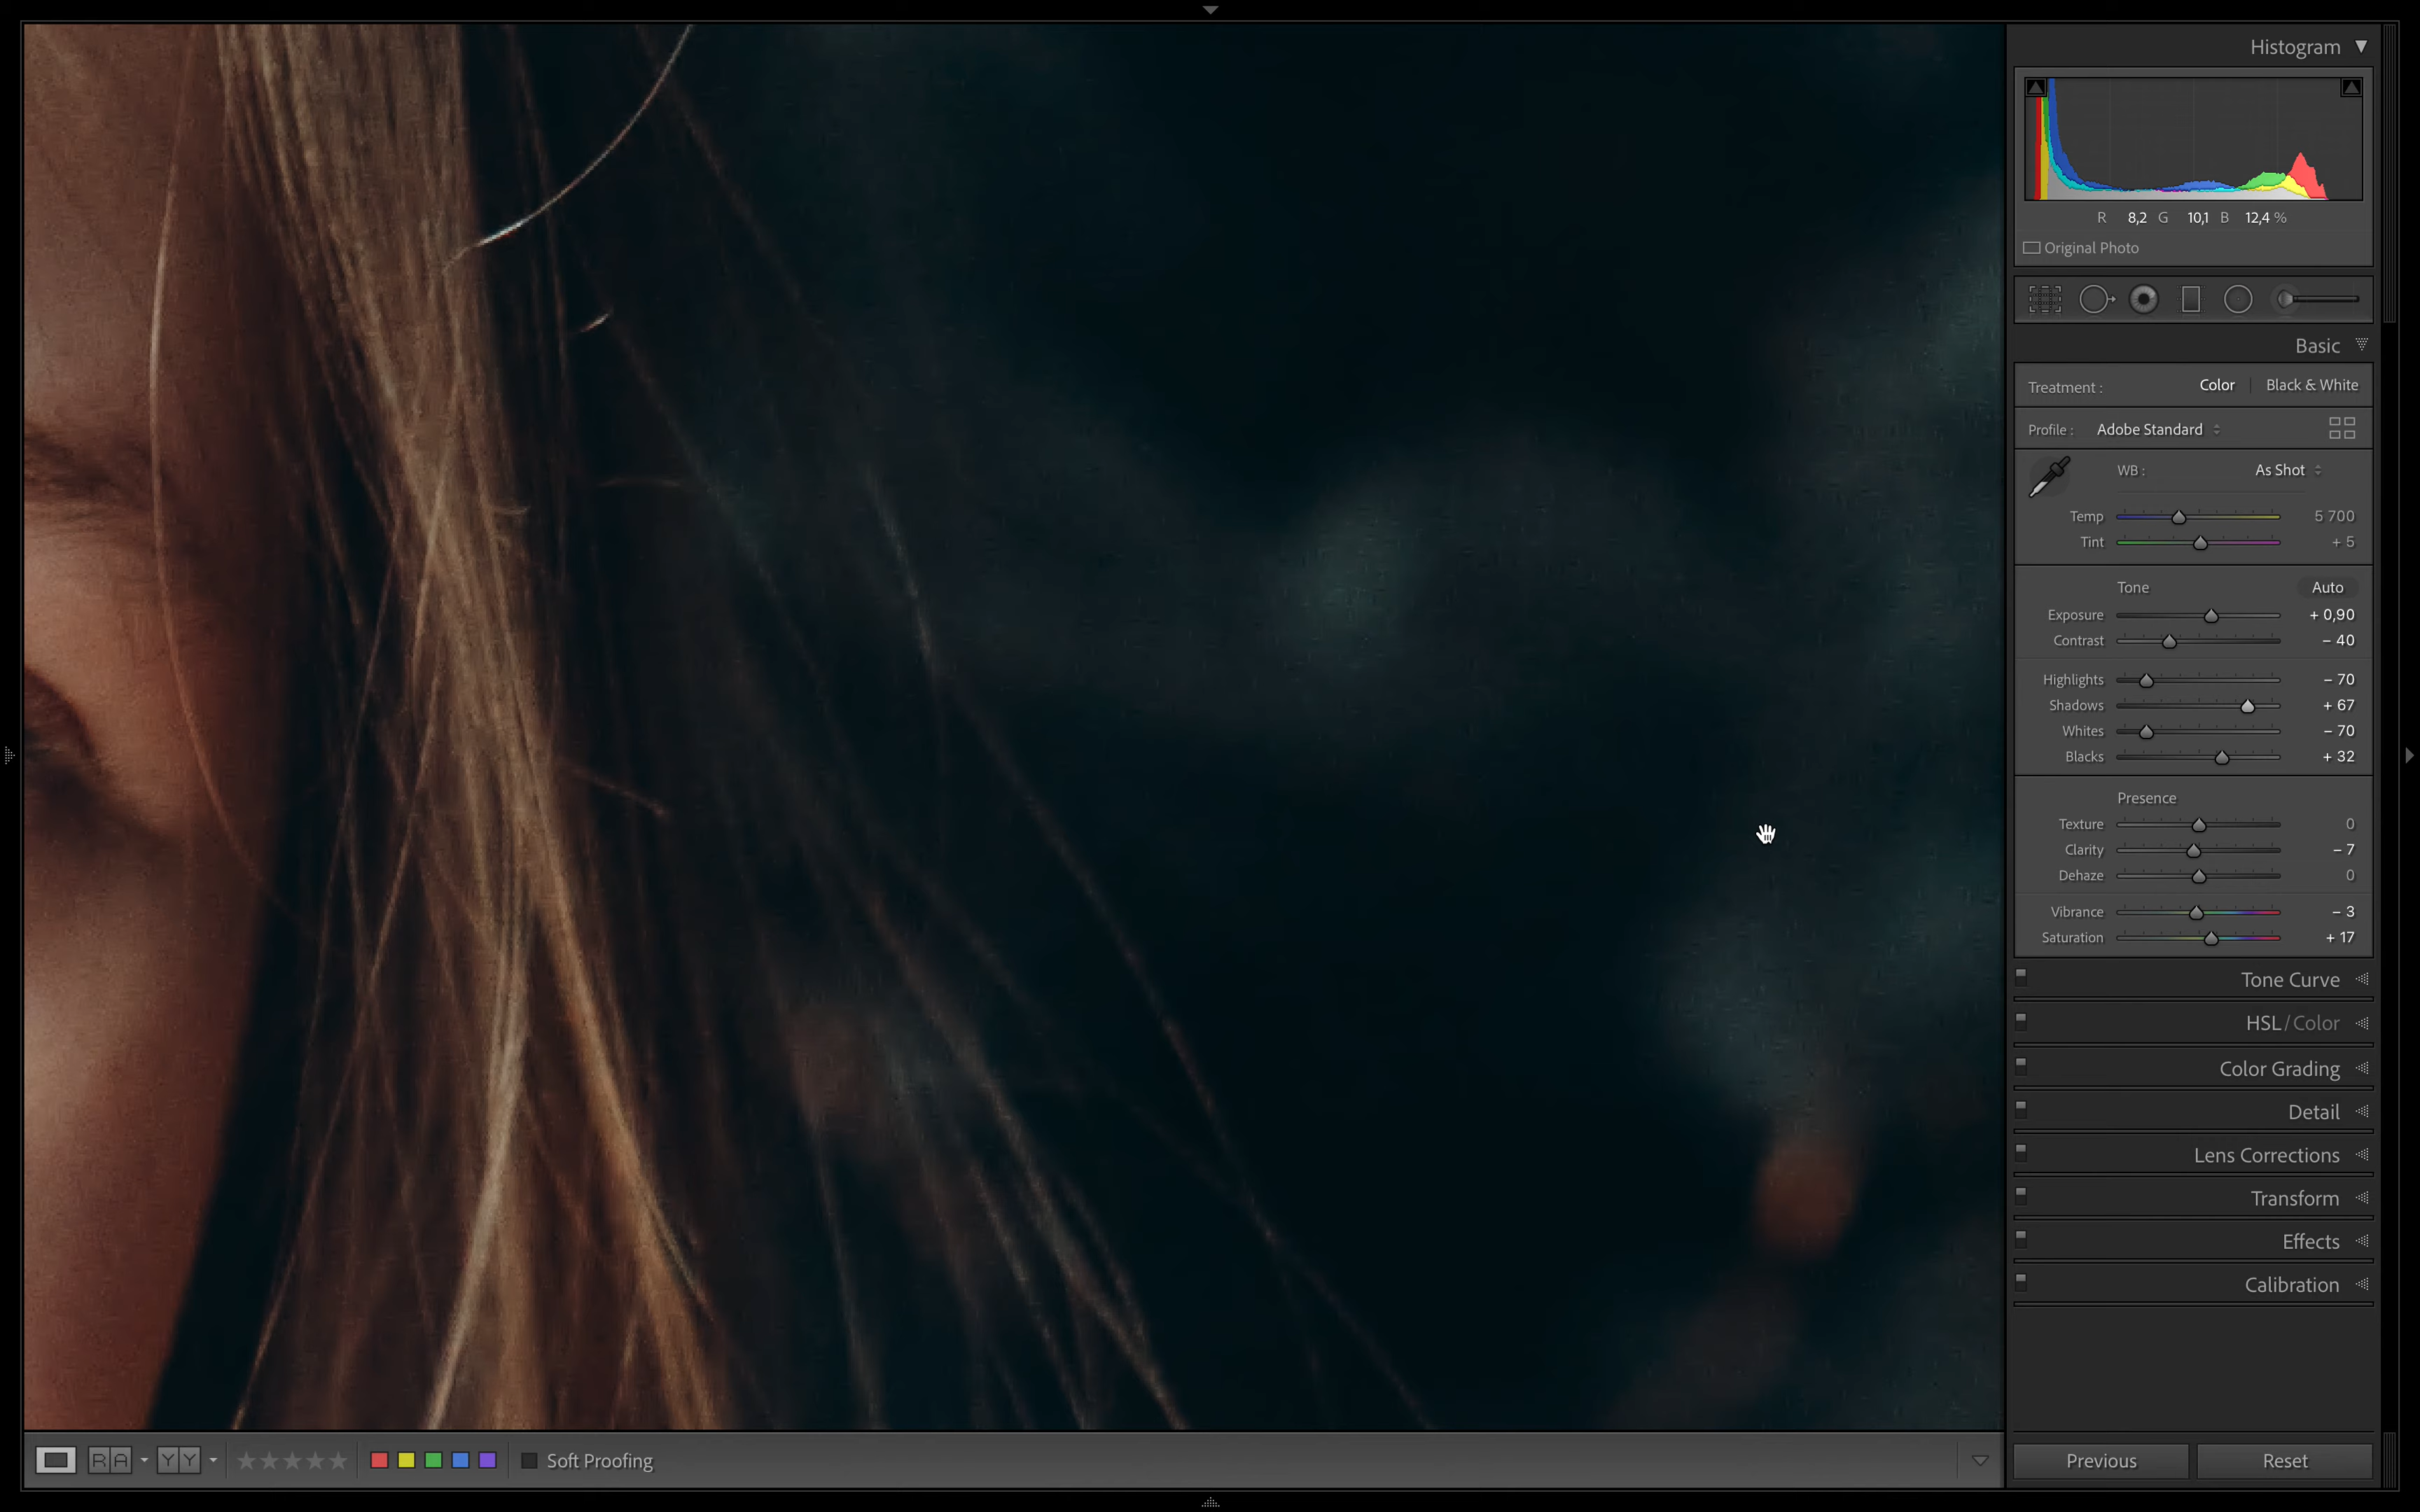 Histogram
R 8,2 G 10,1 B 12,4 %
Original Photo
Basic
Treatment : Color Black & White
Profile : Adobe Standard
WB : As Shot
Temp 5 700
Tint + 5
Tone Auto
Exposure + 0,90
Contrast – 40
Highlights – 70
Shadows + 67
Whites – 70
Blacks + 32
Presence
Texture 0
Clarity – 7
Dehaze 0
Vibrance – 3
Saturation + 17
Tone Curve
HSL / Color
Color Grading
Detail
Lens Corrections
Transform
Effects
Calibration
R A Y Y Soft Proofing Previous Reset